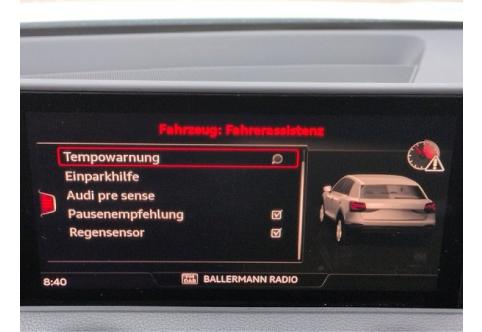 Fahrzeug: Fahrerassistenz
Tempowarnung
Einparkhilfe
Audi pre sense
Pausenempfehlung
Regensensor
8:40
BALLERMANN RADIO